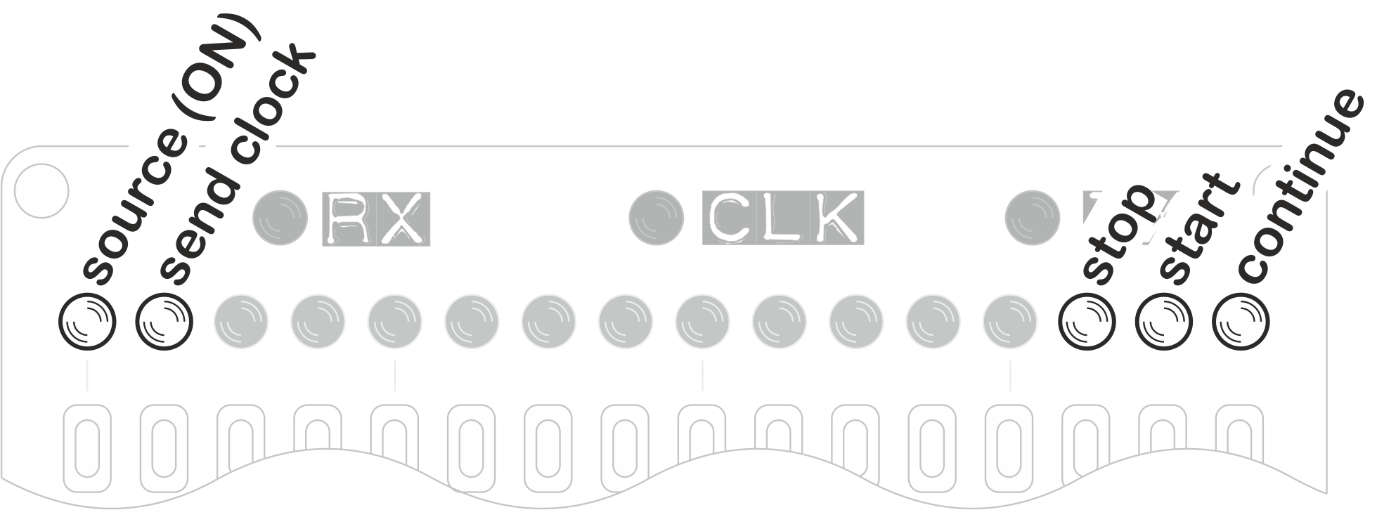 source (ON)
send clock
RX
CLK
stop
start
continue